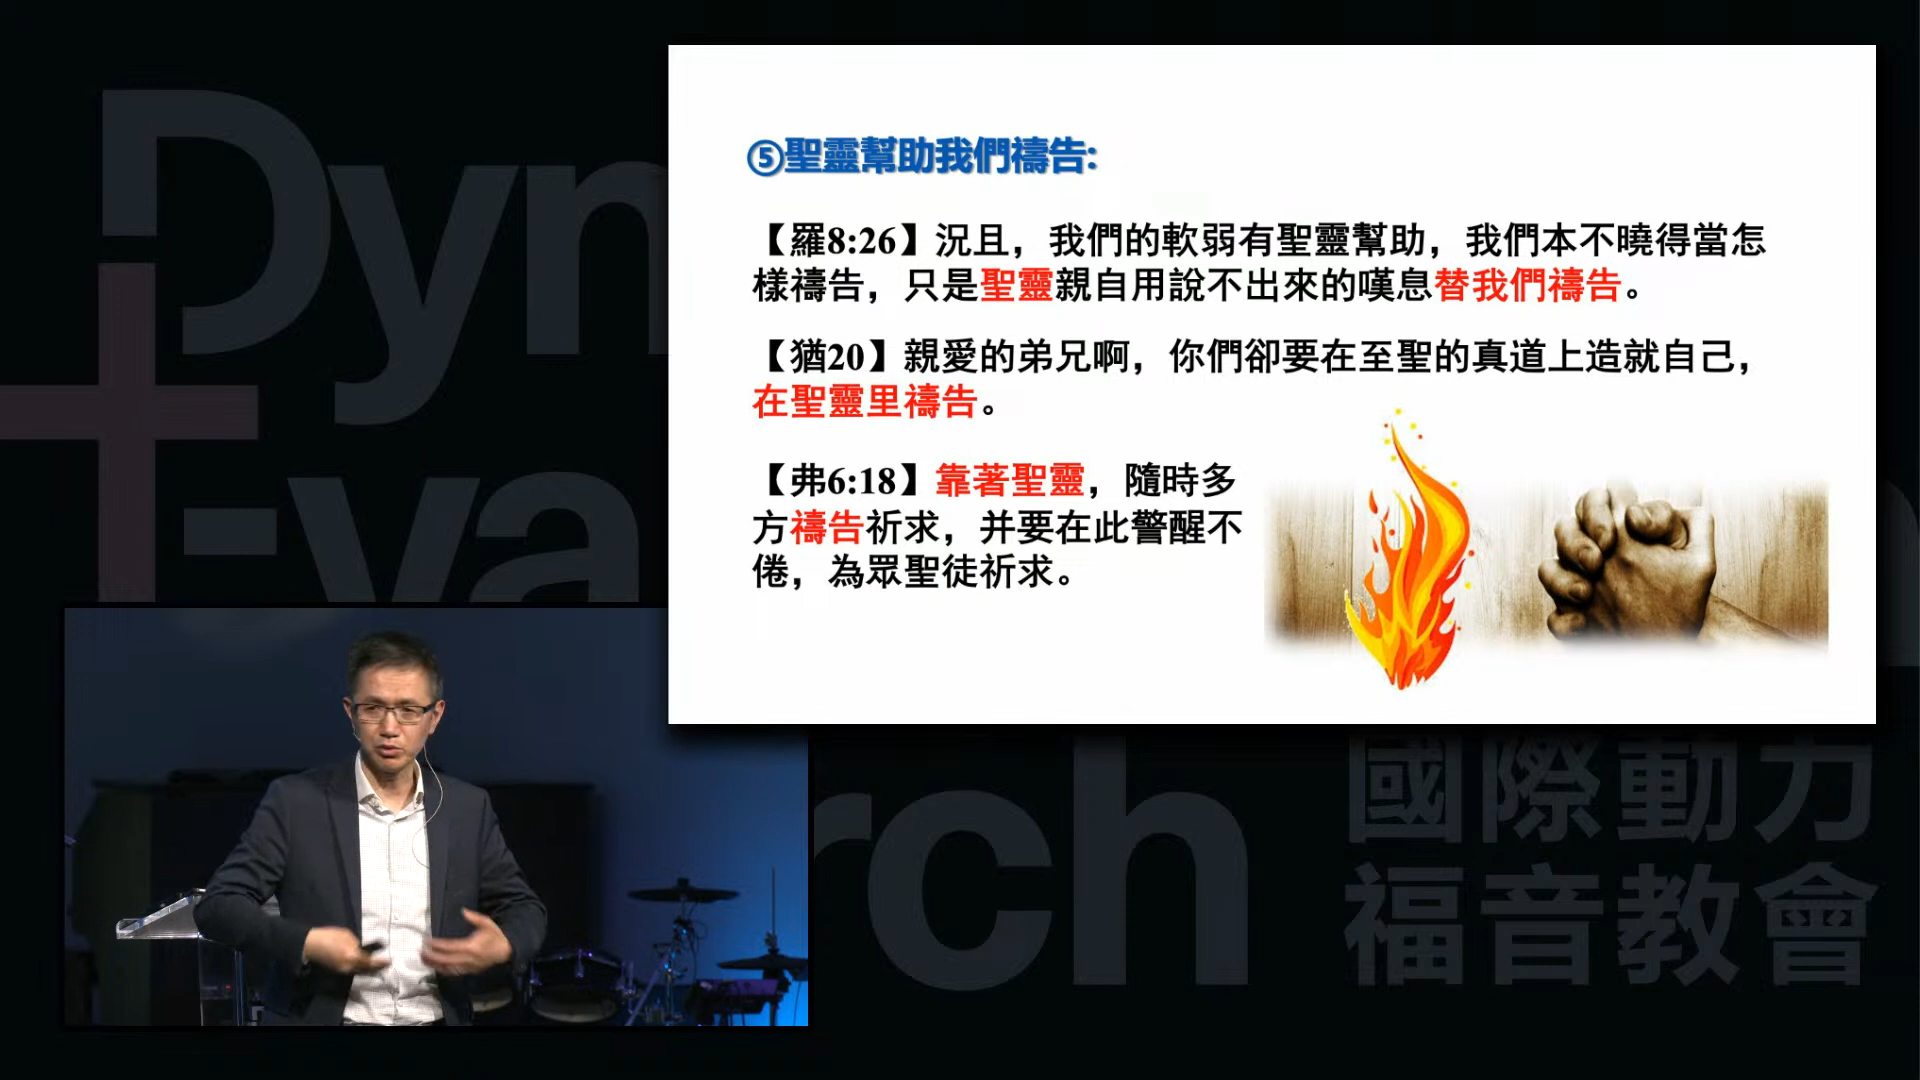 ⑤聖靈幫助我們禱告:
【羅8:26】況且，我們的軟弱有聖靈幫助，我們本不曉得當怎
樣禱告，只是聖靈親自用說不出來的嘆息替我們禱告。
【猶20】親愛的弟兄啊，你們卻要在至聖的真道上造就自己，
在聖靈里禱告。
【弗6:18】靠著聖靈，隨時多
方禱告祈求，并要在此警醒不
倦，為眾聖徒祈求。
國際動力
福音教會